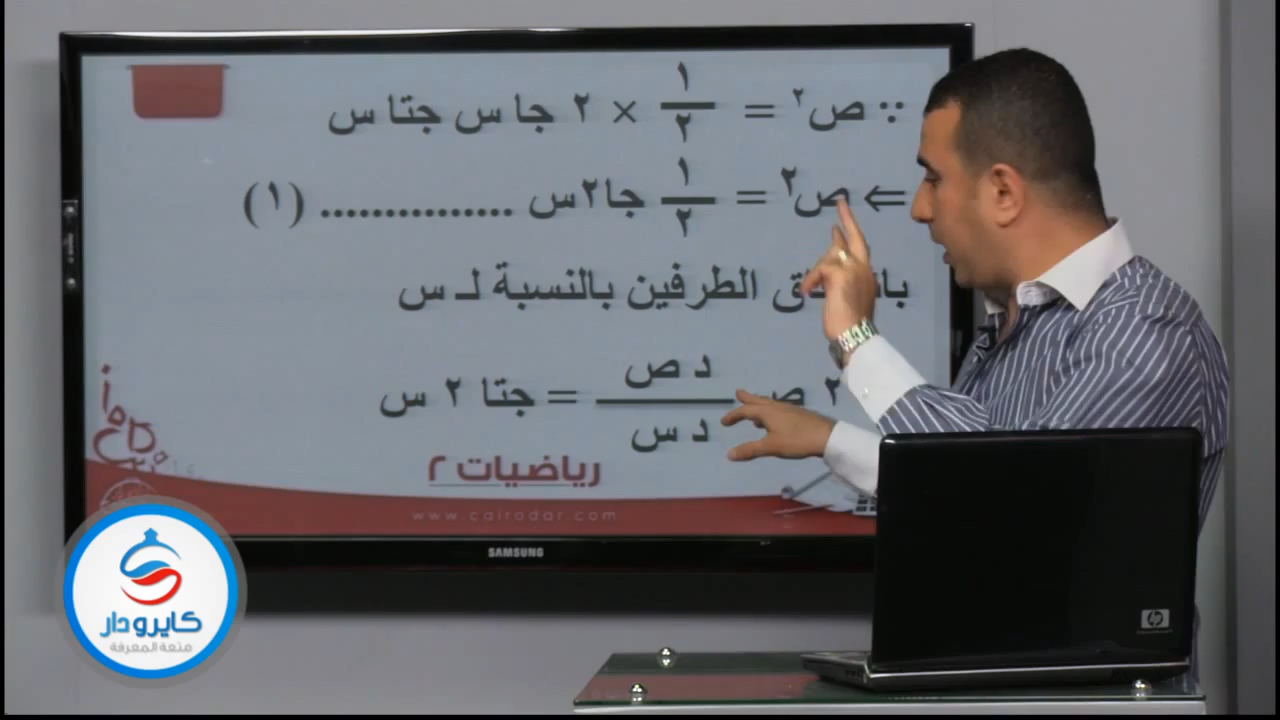 ∵ ص٢ = ١/٢ × ٢ جا س جتا س
⇐ ص٢ = ١/٢ جا٢س ............... (١)
الطرفين بالنسبة لـ س
٢ ص د ص/د س = جتا ٢ س
رياضيات ٢
www.cairodar.com
SAMSUNG
كايرو دار
متعة المعرفة
hp